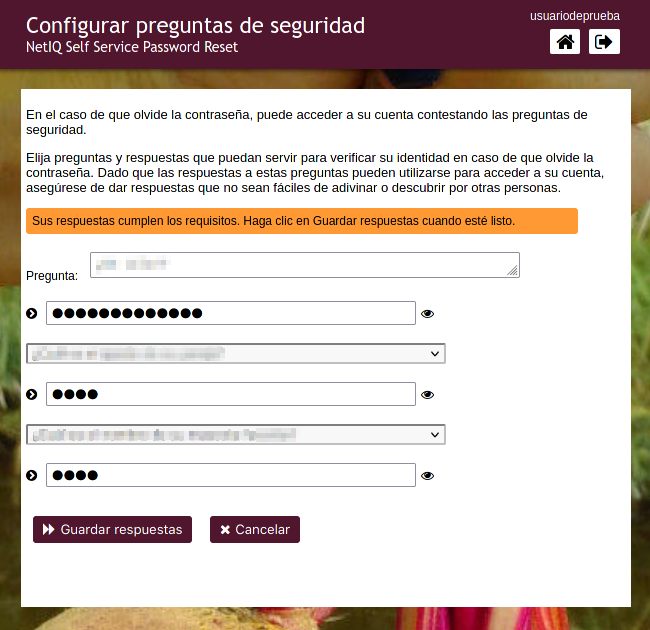 Configurar preguntas de seguridad
usuariodeprueba
NetIQ Self Service Password Reset
En el caso de que olvide la contraseña, puede acceder a su cuenta contestando las preguntas de
seguridad.
Elija preguntas y respuestas que puedan servir para verificar su identidad en caso de que olvide la
contraseña. Dado que las respuestas a estas preguntas pueden utilizarse para acceder a su cuenta,
asegúrese de dar respuestas que no sean fáciles de adivinar o descubrir por otras personas.
Sus respuestas cumplen los requisitos. Haga clic en Guardar respuestas cuando esté listo.
Pregunta:
Guardar respuestas
Cancelar